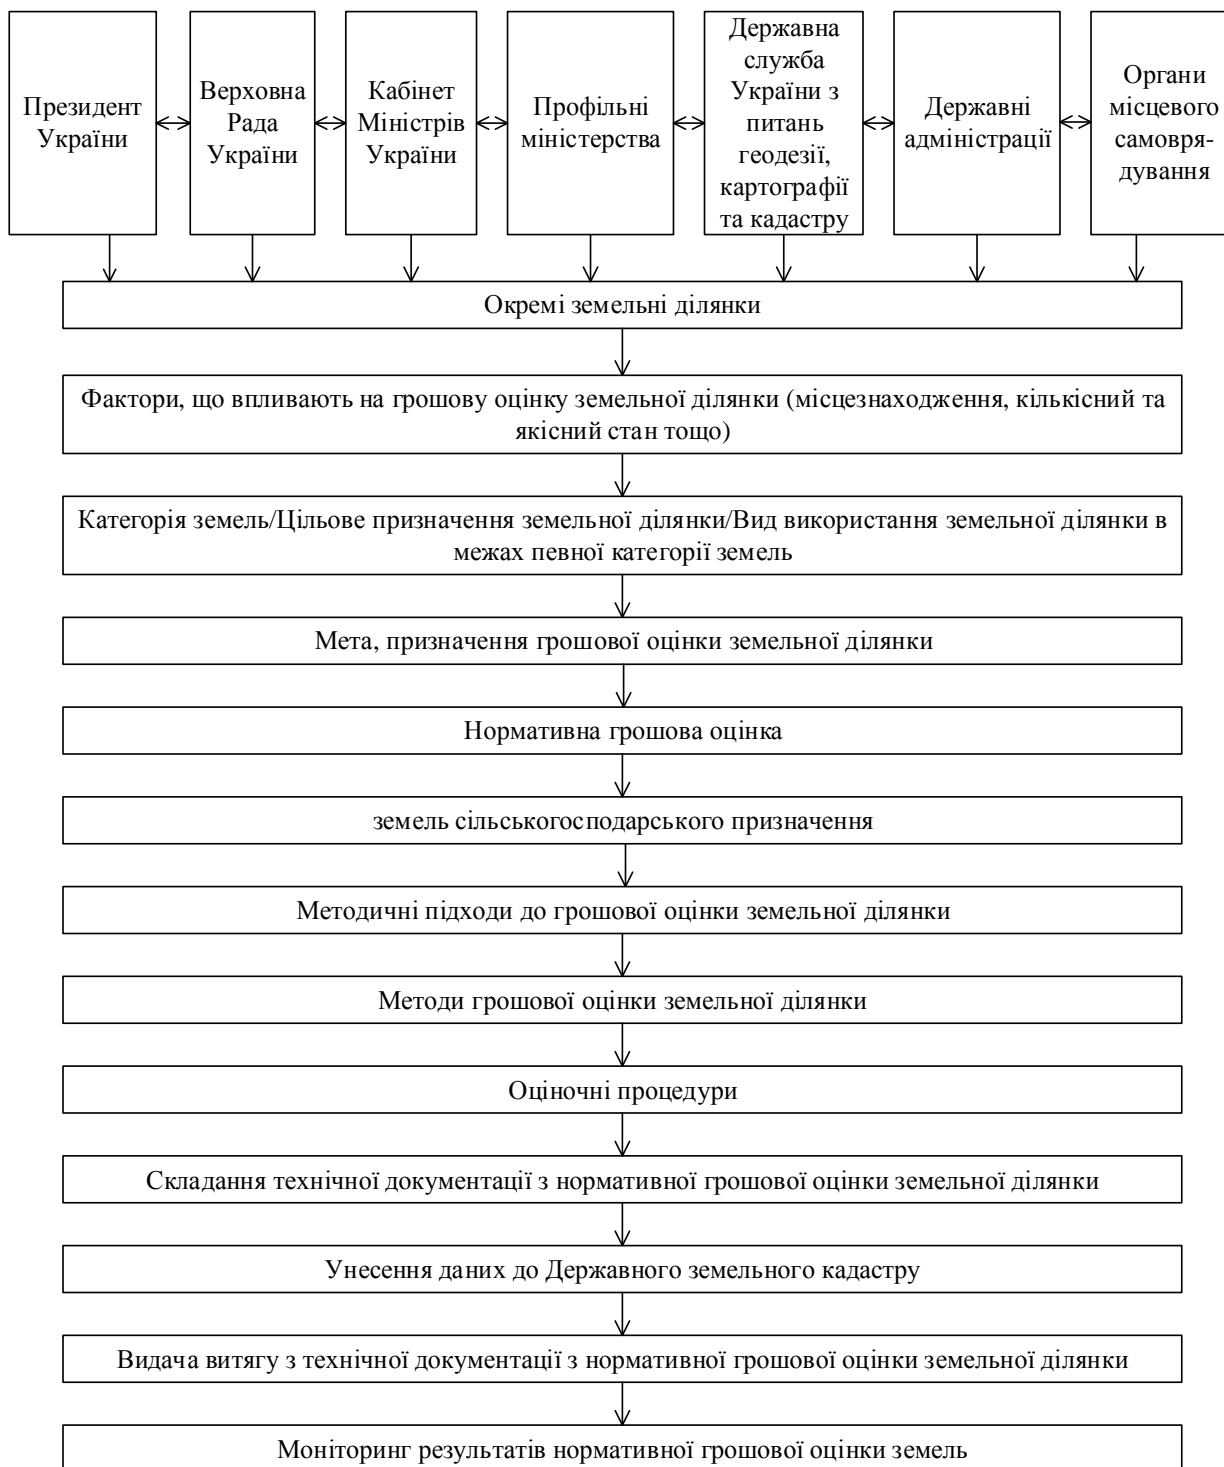 Президент
України
Верховна
Рада
України
Кабінет
Міністрів
України
Профільні
міністерства
Державна
служба
України з
питань
геодезії,
картографії
та кадастру
Державні
адміністрації
Органи
місцевого
самовря-
дування
Окремі земельні ділянки
Фактори, що впливають на грошову оцінку земельної ділянки (місцезнаходження, кількісний та
якісний стан тощо)
Категорія земель/Цільове призначення земельної ділянки/Вид використання земельної ділянки в
межах певної категорії земель
Мета, призначення грошової оцінки земельної ділянки
Нормативна грошова оцінка
земель сільськогосподарського призначення
Методичні підходи до грошової оцінки земельної ділянки
Методи грошової оцінки земельної ділянки
Оціночні процедури
Складання технічної документації з нормативної грошової оцінки земельної ділянки
Унесення даних до Державного земельного кадастру
Видача витягу з технічної документації з нормативної грошової оцінки земельної ділянки
Моніторинг результатів нормативної грошової оцінки земель